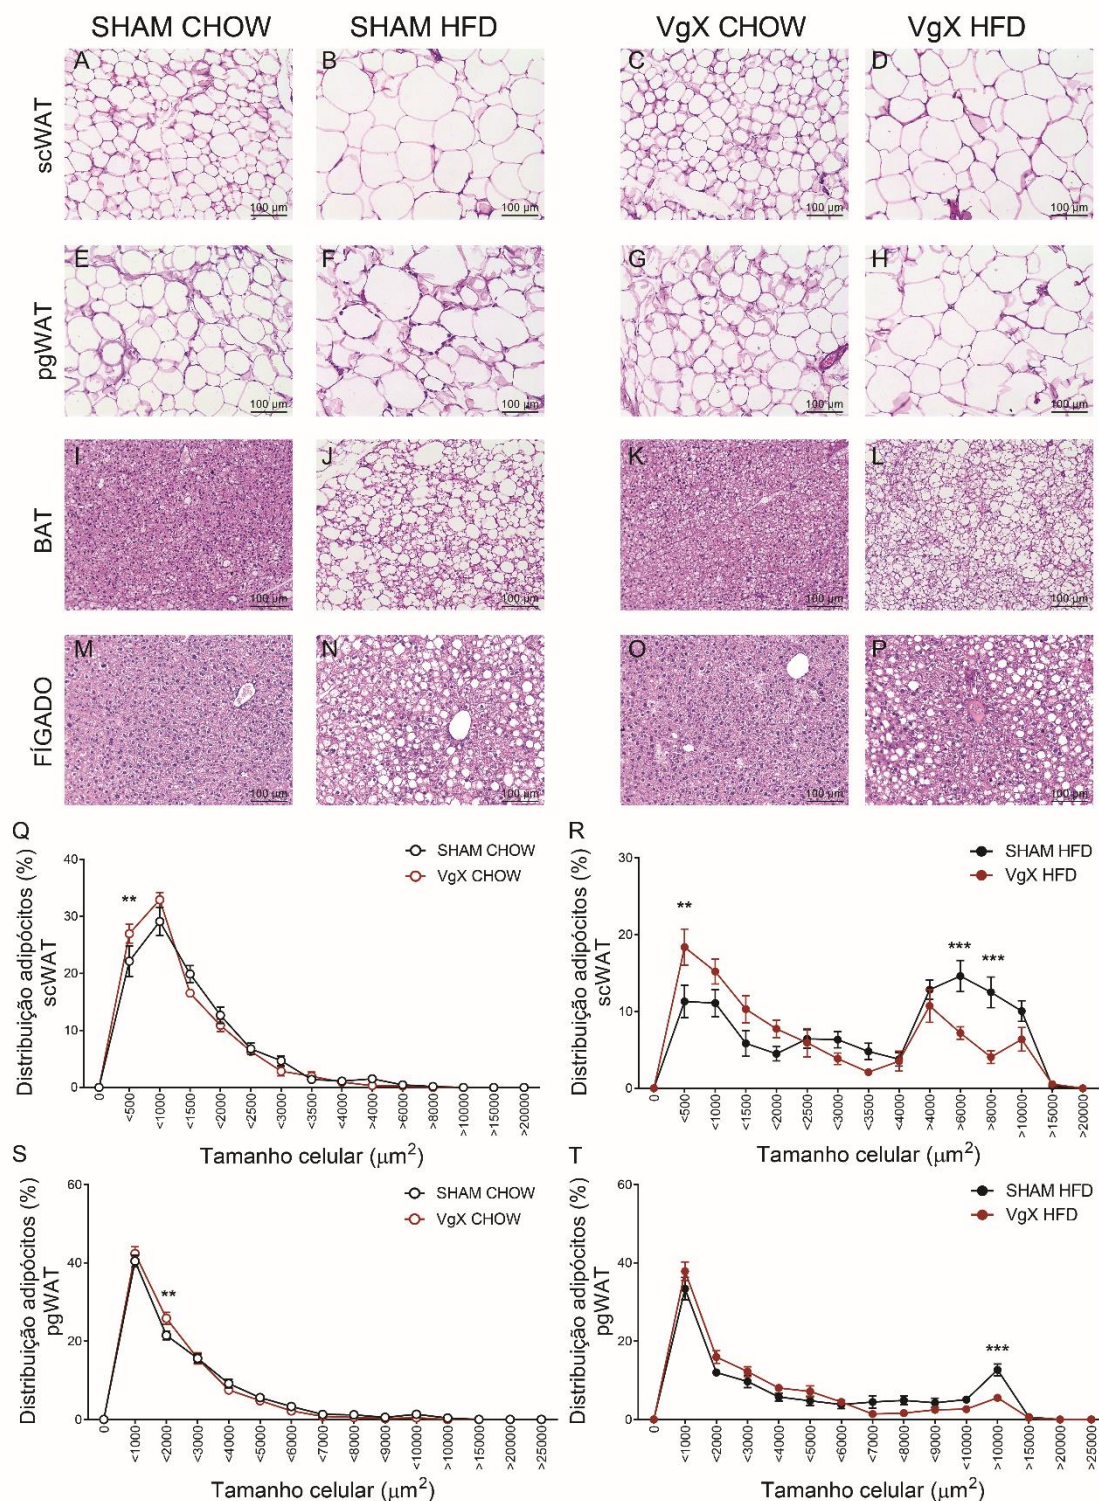 SHAM CHOW SHAM HFD VgX CHOW VgX HFD
scWAT
A B C D
100 µm 100 µm 100 µm 100 µm
pgWAT
E F G H
100 µm 100 µm 100 µm 100 µm
BAT
I J K L
100 µm 100 µm 100 µm 100 µm
FÍGADO
M N O P
100 µm 100 µm 100 µm 100 µm
Q
Distribuição adipócitos (%)
scWAT
SHAM CHOW
VgX CHOW
40
30
20
10
0
**
0 <500 <1000 <1500 <2000 <2500 <3000 <3500 <4000 >4000 >6000 >8000 >10000 >15000 >20000
Tamanho celular (µm²)
R
Distribuição adipócitos (%)
scWAT
SHAM HFD
VgX HFD
30
20
10
0
** *** ***
0 <500 <1000 <1500 <2000 <2500 <3000 <3500 <4000 >4000 >6000 >8000 >10000 >15000 >20000
Tamanho celular (µm²)
S
Distribuição adipócitos (%)
pgWAT
SHAM CHOW
VgX CHOW
60
40
20
0
**
0 <1000 <2000 <3000 <4000 <5000 <6000 <7000 <8000 <9000 <10000 >10000 >15000 >20000 >25000
Tamanho celular (µm²)
T
Distribuição adipócitos (%)
pgWAT
SHAM HFD
VgX HFD
60
40
20
0
***
0 <1000 <2000 <3000 <4000 <5000 <6000 <7000 <8000 <9000 <10000 >10000 >15000 >20000 >25000
Tamanho celular (µm²)